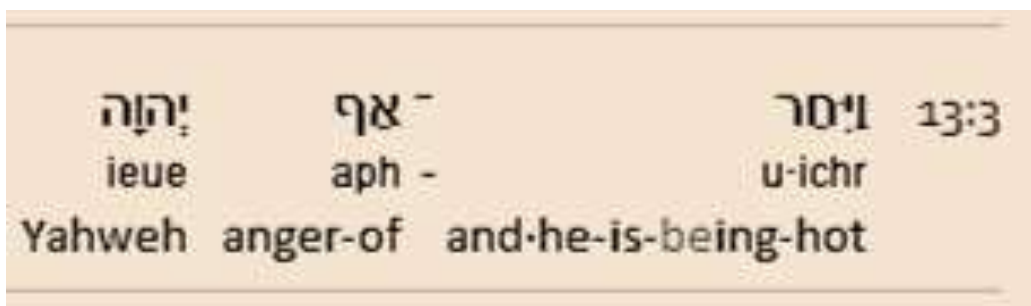 13:3 וַיִּחַר ־ אַף יְהוָה
u·ichr - aph ieue
and·he-is-being-hot anger-of Yahweh